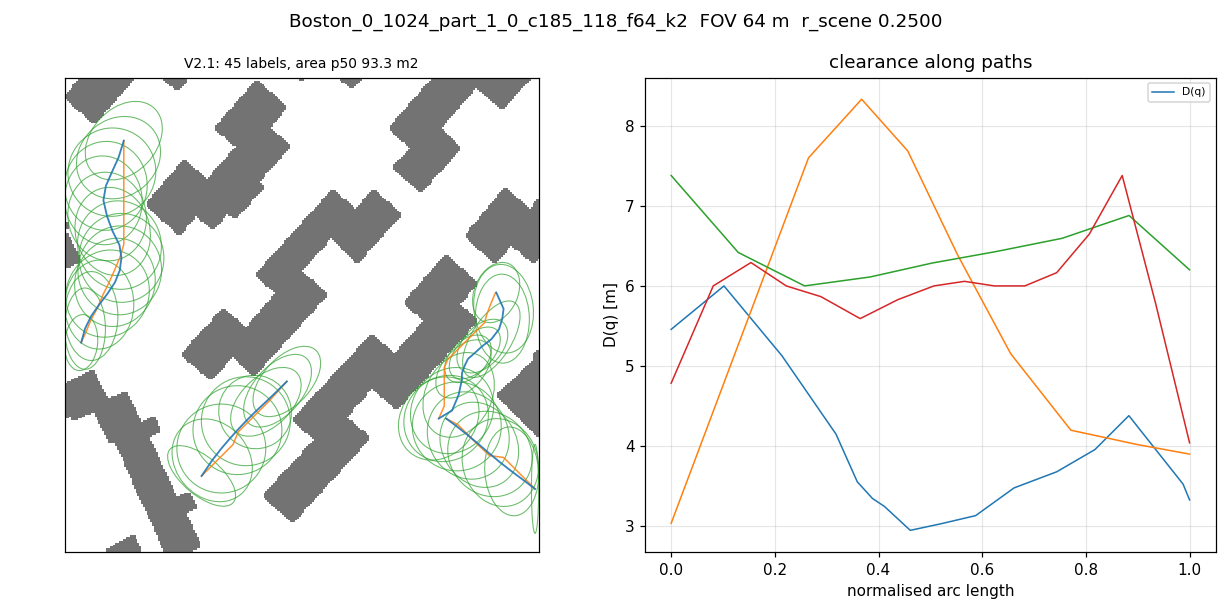 Boston_0_1024_part_1_0_c185_118_f64_k2  FOV 64 m  r_scene 0.2500
V2.1: 45 labels, area p50 93.3 m2
clearance along paths
D(q)
8
7
6
5
4
3
D(q) [m]
0.0 0.2 0.4 0.6 0.8 1.0
normalised arc length